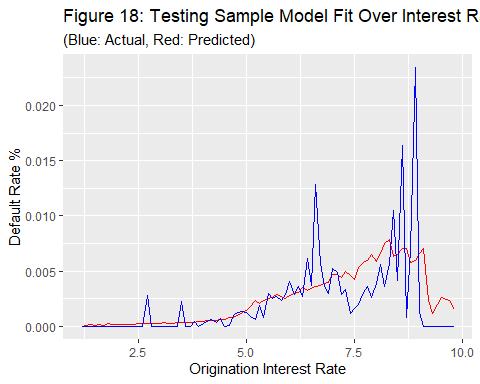 Figure 18: Testing Sample Model Fit Over Interest R
(Blue: Actual, Red: Predicted)
0.020
0.015
0.010
0.005
0.000
Default Rate %
2.5 5.0 7.5 10.0
Origination Interest Rate